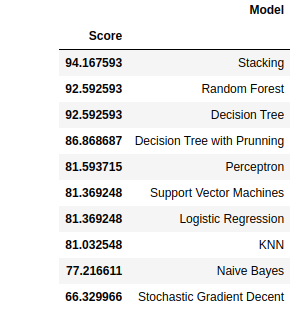 Model
Score
94.167593 Stacking
92.592593 Random Forest
92.592593 Decision Tree
86.868687 Decision Tree with Prunning
81.593715 Perceptron
81.369248 Support Vector Machines
81.369248 Logistic Regression
81.032548 KNN
77.216611 Naive Bayes
66.329966 Stochastic Gradient Decent